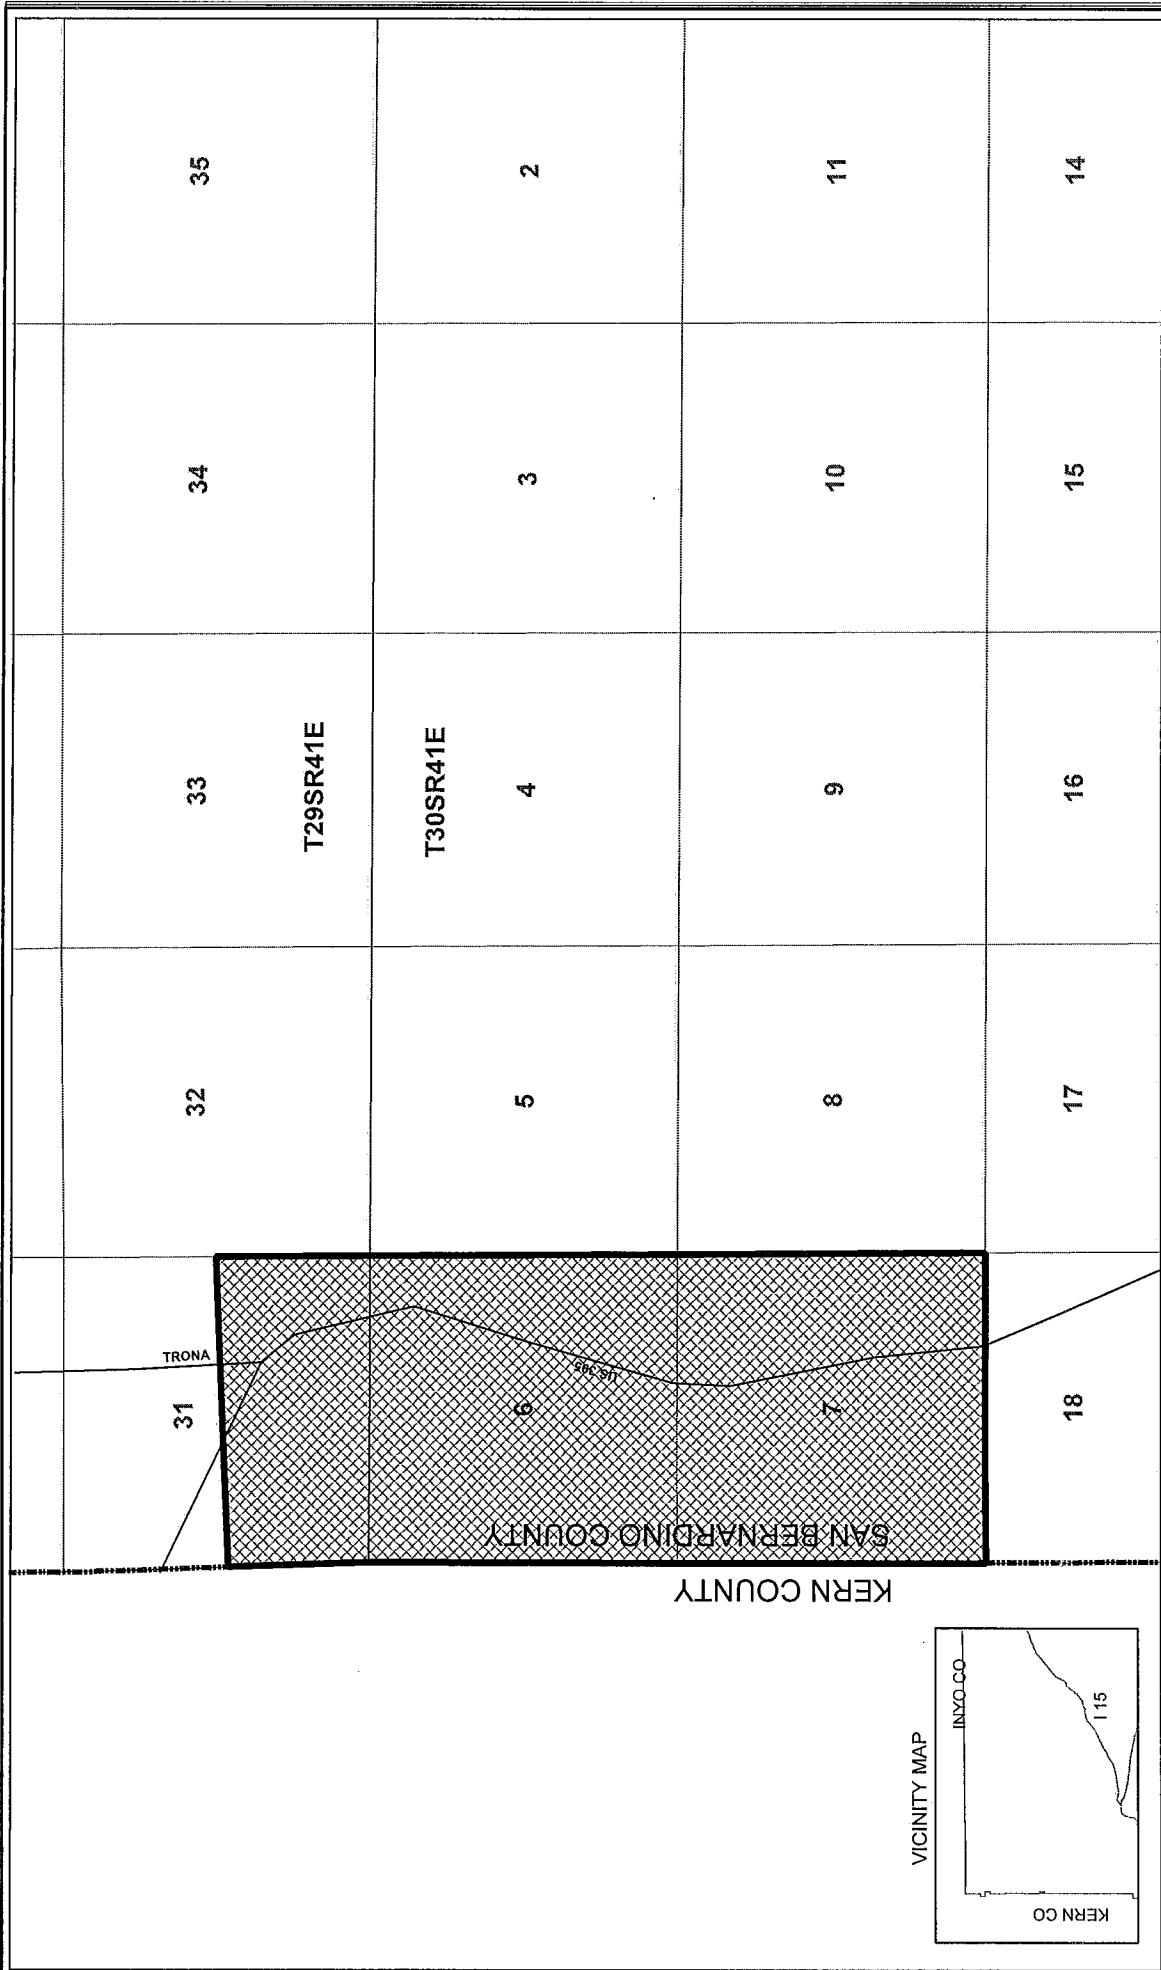 35
34
33
32
31
T29SR41E
T30SR41E
TRONA
2
3
4
5
6
US 395
11
10
9
8
7
14
15
16
17
18
SAN BERNARDINO COUNTY
KERN COUNTY
VICINITY MAP
INYO CO
I 15
KERN CO